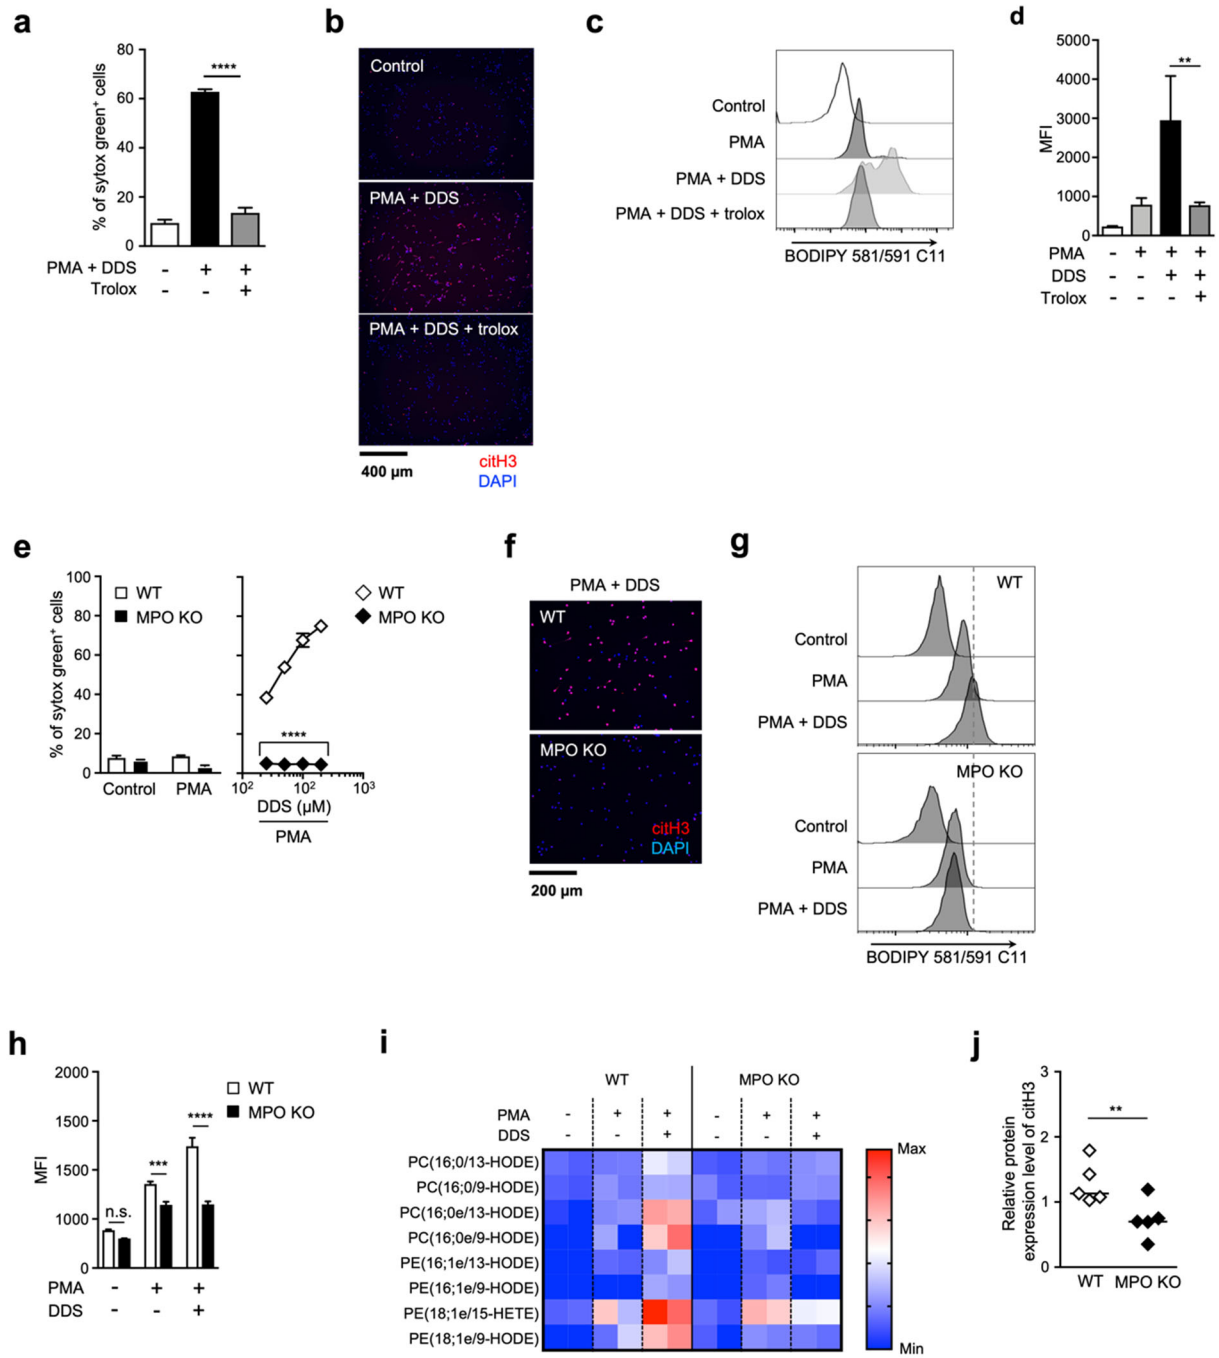 a
80
60
40
20
0
% of sytox green⁺ cells
****
PMA + DDS - + +
Trolox - - +
b
Control
PMA + DDS
PMA + DDS + trolox
400 µm
citH3
DAPI
c
Control
PMA
PMA + DDS
PMA + DDS + trolox
BODIPY 581/591 C11
d
5000
4000
3000
2000
1000
0
MFI
**
PMA - + + +
DDS - - + +
Trolox - - - +
e
100
80
60
40
20
0
% of sytox green⁺ cells
WT
MPO KO
Control PMA
WT
MPO KO
****
10² 10² 10³
DDS (µM)
PMA
f
PMA + DDS
WT
MPO KO
citH3
DAPI
200 µm
g
WT
Control
PMA
PMA + DDS
MPO KO
Control
PMA
PMA + DDS
BODIPY 581/591 C11
h
2000
1500
1500
1000
0
MFI
WT
MPO KO
n.s.
***
****
PMA - + +
DDS - - +
i
WT MPO KO
PMA - + + - + +
DDS - - + - - +
PC(16;0/13-HODE)
PC(16;0/9-HODE)
PC(16;0e/13-HODE)
PC(16;0e/9-HODE)
PE(16;1e/13-HODE)
PE(16;1e/9-HODE)
PE(18;1e/15-HETE)
PE(18;1e/9-HODE)
Max
Min
j
3
2
1
0
Relative protein
expression level of citH3
**
WT MPO KO